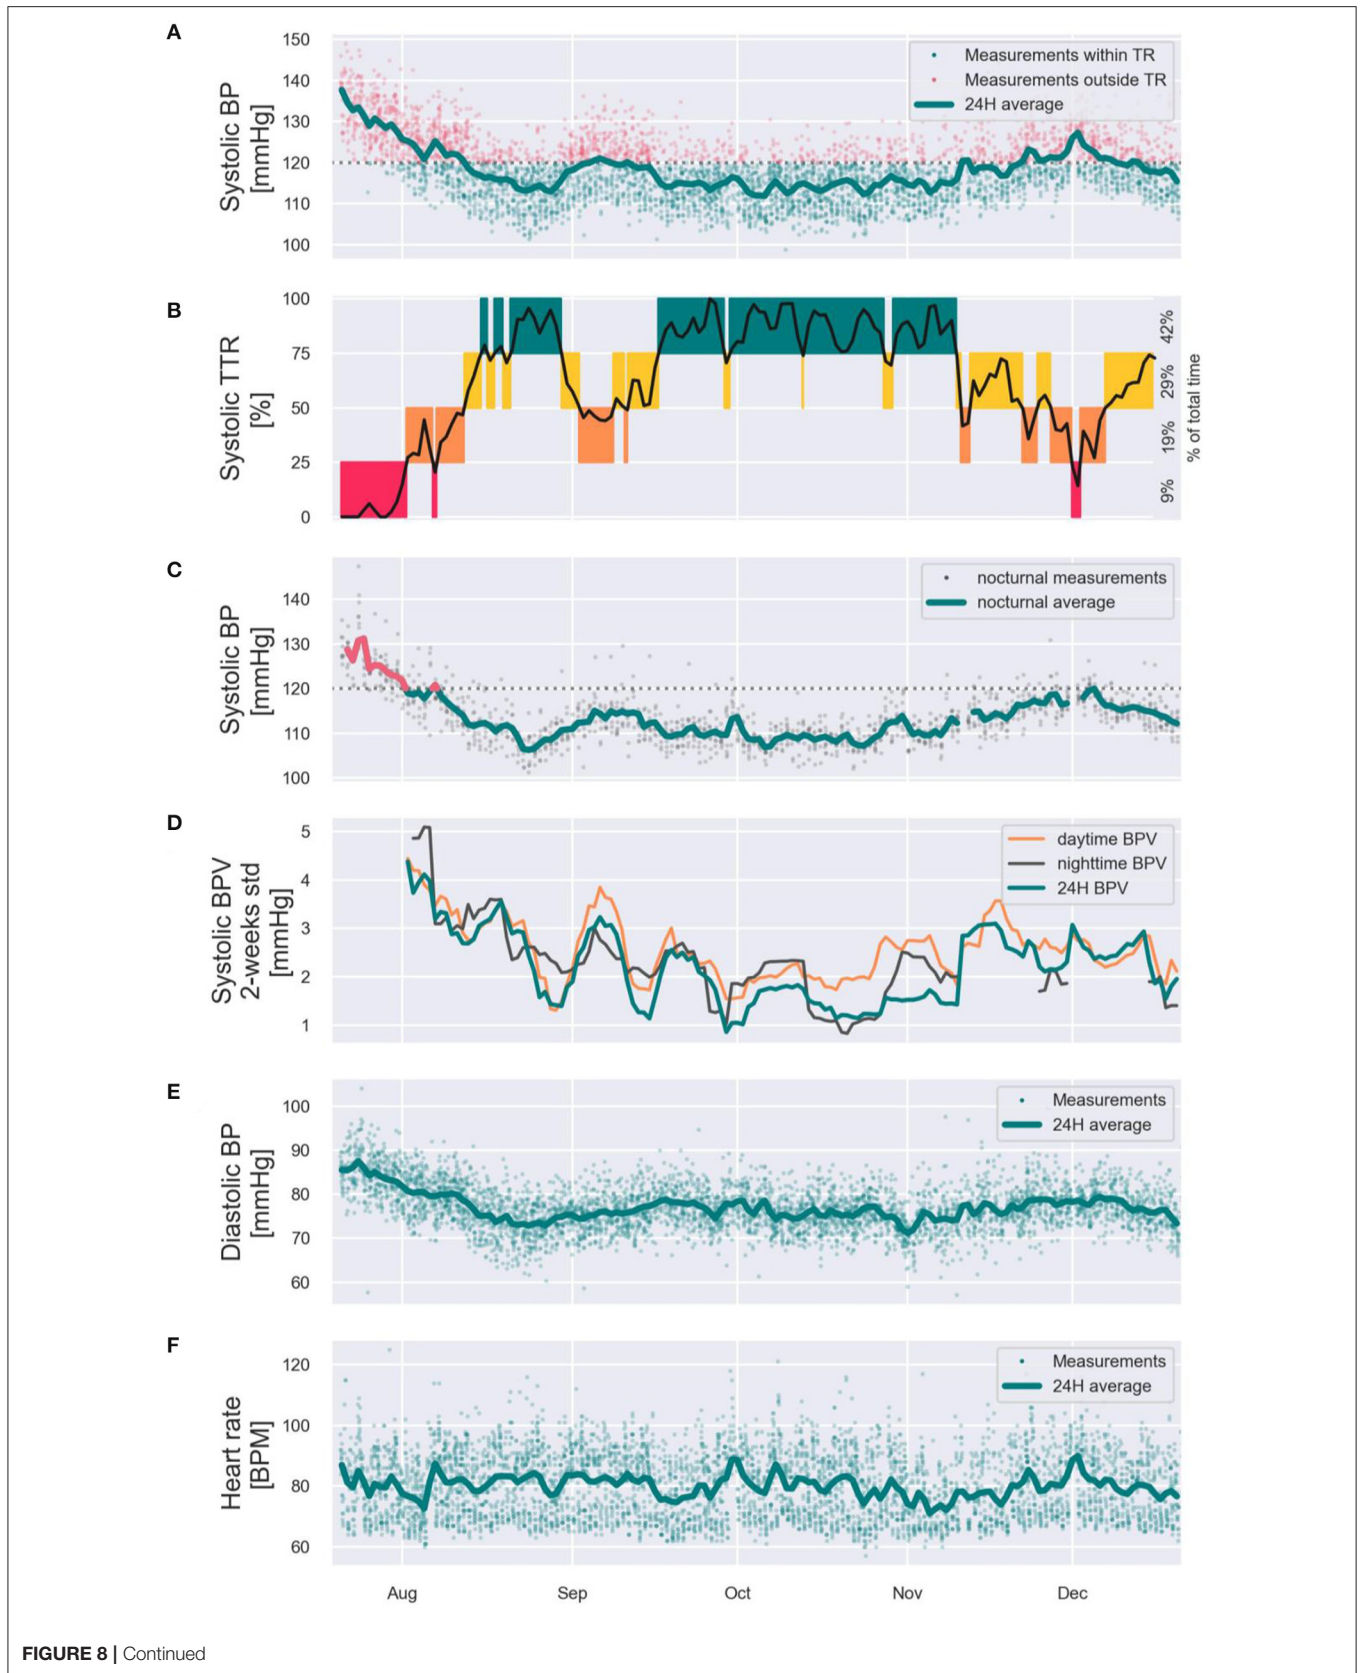 A
Systolic BP
[mmHg]
150
140
130
120
110
100
Measurements within TR
Measurements outside TR
24H average
B
Systolic TTR
[%]
100
75
50
25
0
42%
29%
19%
9%
% of total time
C
Systolic BP
[mmHg]
140
130
120
110
100
nocturnal measurements
nocturnal average
D
Systolic BPV
2-weeks std
[mmHg]
5
4
3
2
1
daytime BPV
nighttime BPV
24H BPV
E
Diastolic BP
[mmHg]
100
90
80
70
60
Measurements
24H average
F
Heart rate
[BPM]
120
100
80
60
Measurements
24H average
Aug Sep Oct Nov Dec
FIGURE 8 | Continued